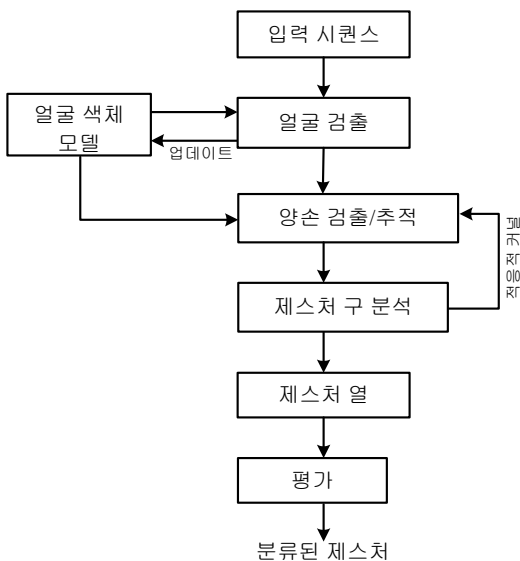 입력 시퀀스
얼굴 색체
모델
얼굴 검출
업데이트
양손 검출/추적
적응적 커널
제스처 구 분석
제스처 열
평가
분류된 제스처